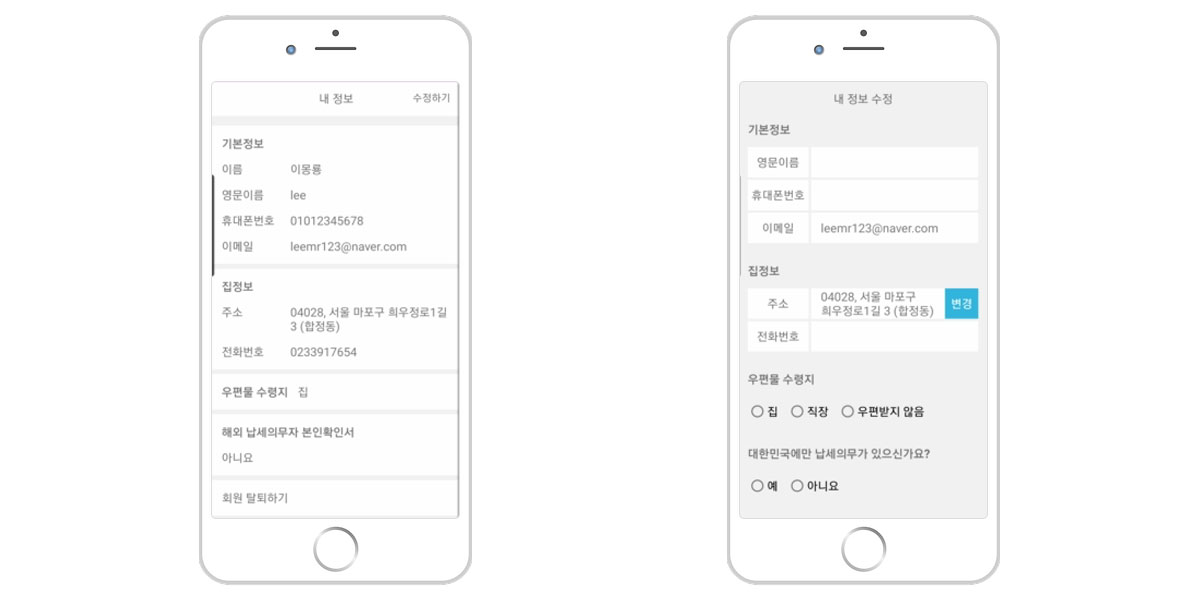 내 정보 수정하기
기본정보
이름 이몽룡
영문이름 lee
휴대폰번호 01012345678
이메일 leemr123@naver.com
집정보
주소 04028, 서울 마포구 희우정로1길
3 (합정동)
전화번호 0233917654
우편물 수령지 집
해외 납세의무자 본인확인서
아니요
회원 탈퇴하기
내 정보 수정
기본정보
영문이름
휴대폰번호
이메일 leemr123@naver.com
집정보
주소 04028, 서울 마포구
희우정로1길 3 (합정동) 변경
전화번호
우편물 수령지
집 직장 우편받지 않음
대한민국에만 납세의무가 있으신가요?
예 아니요